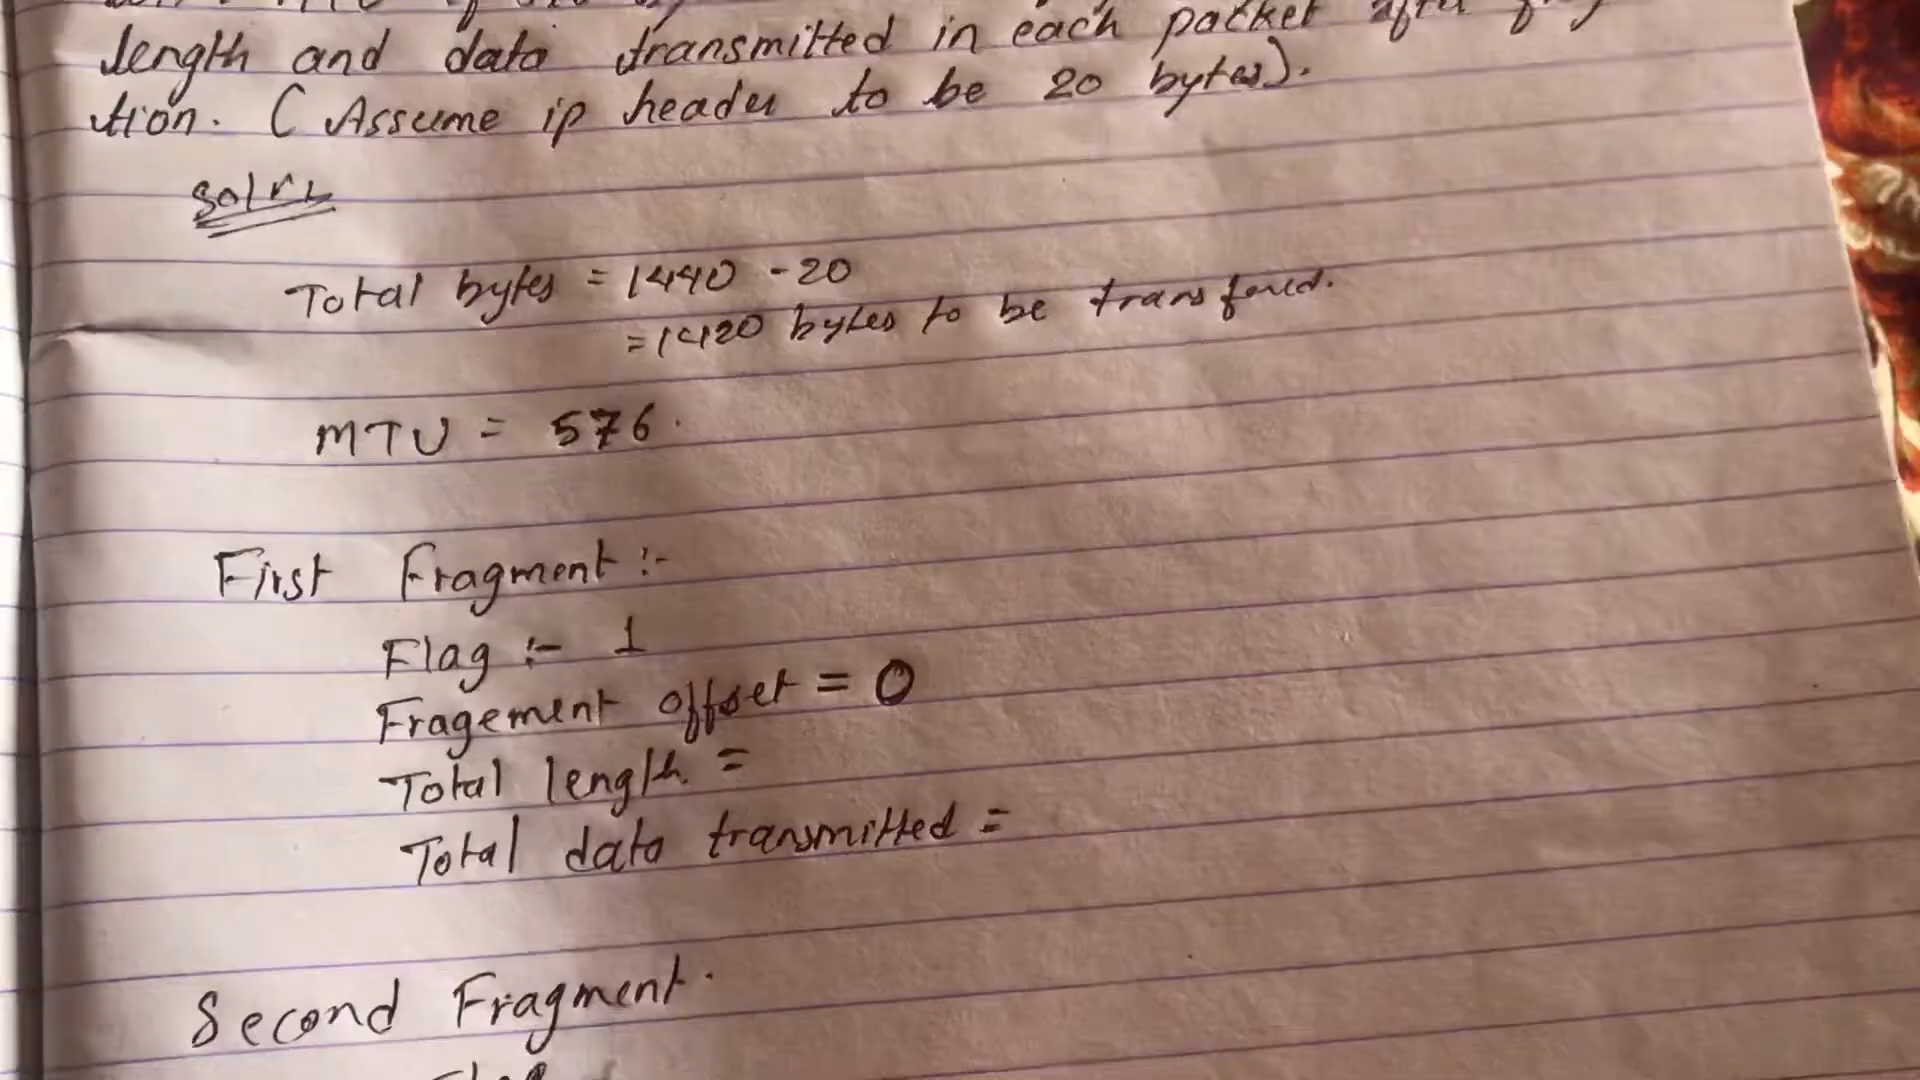 length and data transmitted in each packet after
tion. ( Assume ip header to be 20 bytes).
Soln
Total bytes = 1440 - 20
= 1420 bytes to be transfered.
MTU = 576.
First Fragment :-
Flag :- 1
Fragement offset = 0
Total length =
Total data transmitted =
Second Fragment.